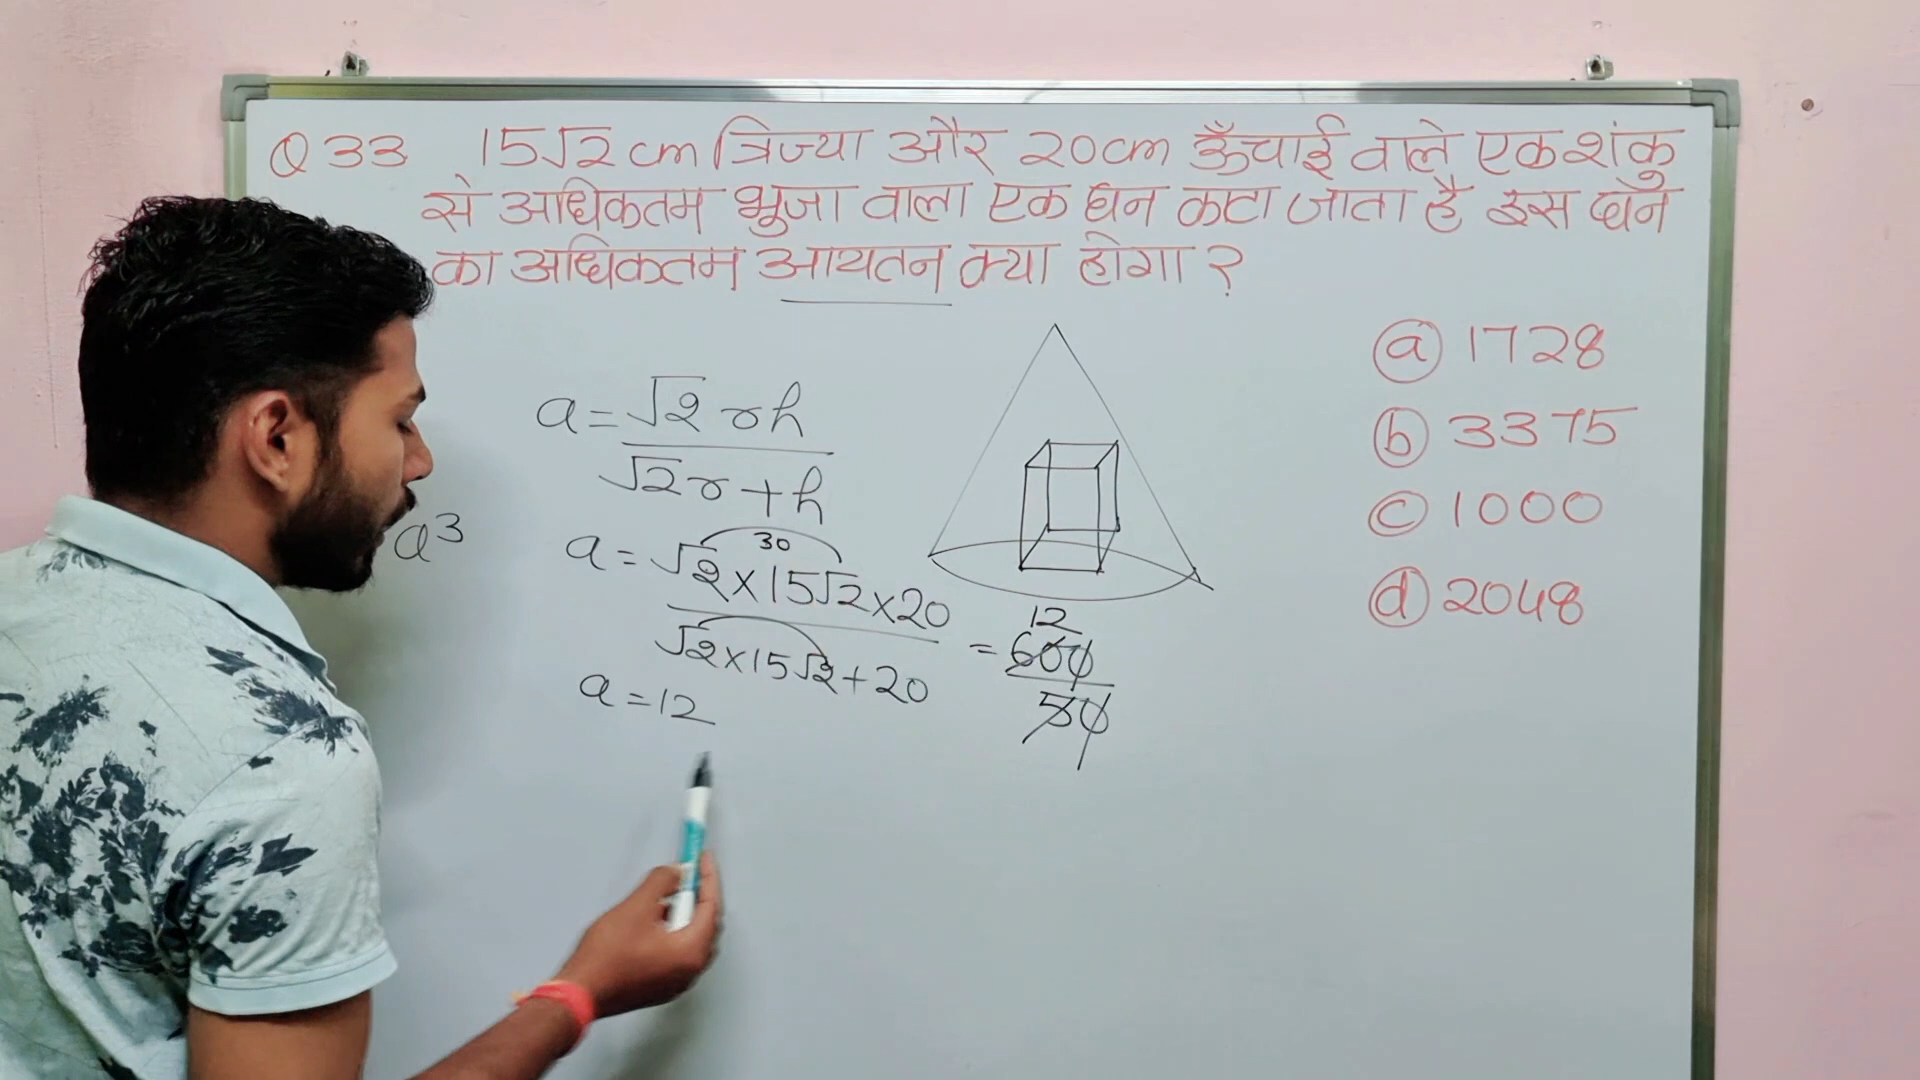 Q 33 15√2 cm त्रिज्या और 20cm ऊँचाई वाले एक शंकु
से अधिकतम भुजा वाला एक घन काटा जाता है इस घन
का अधिकतम आयतन क्या होगा ?
a = √2 rh
√2r + h
a³
a = √2 × 15√2 × 20
30
√2 × 15√2 + 20
= 600
50
12
a = 12
(a) 1728
(b) 3375
(c) 1000
(d) 2048